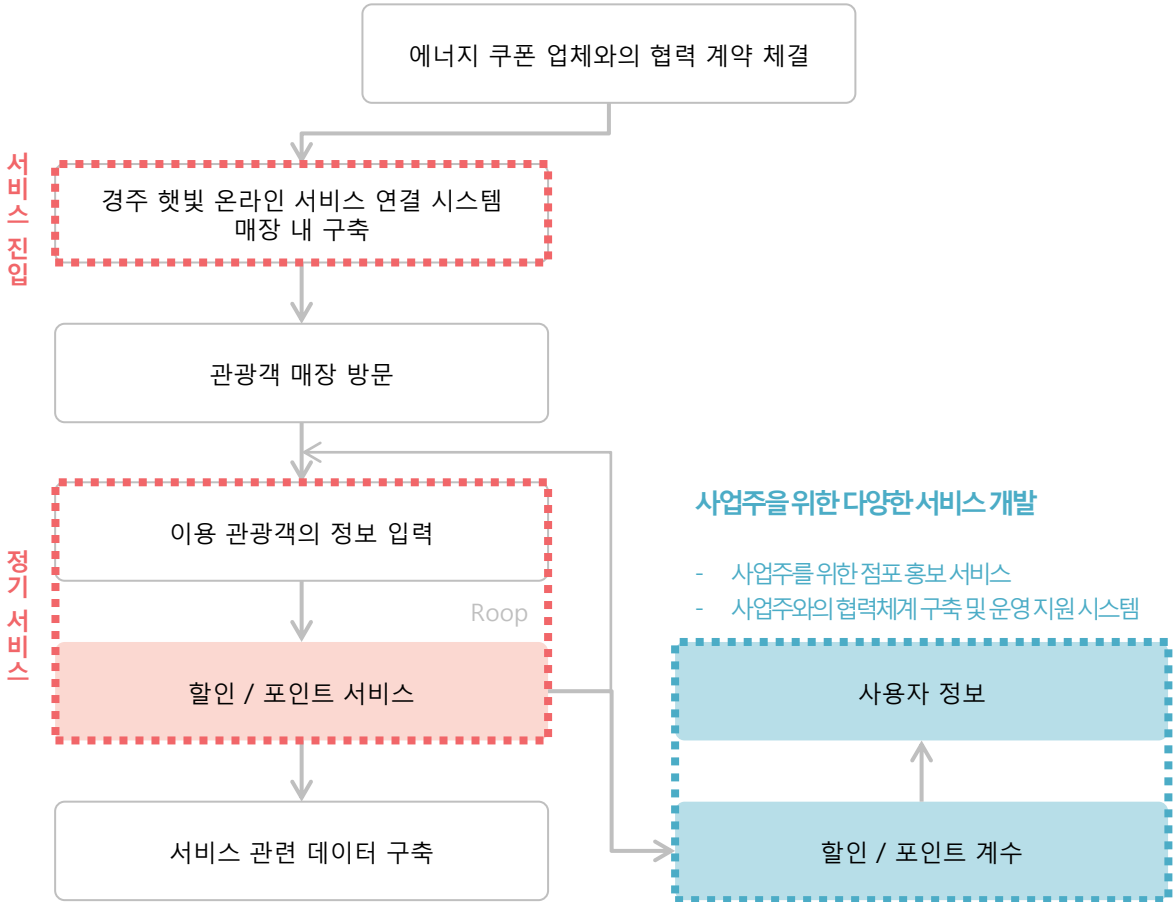 에너지 쿠폰 업체와의 협력 계약 체결
서비스 진입
경주 햇빛 온라인 서비스 연결 시스템
매장 내 구축
관광객 매장 방문
정기 서비스
이용 관광객의 정보 입력
Roop
할인 / 포인트 서비스
서비스 관련 데이터 구축
사업주을 위한 다양한 서비스 개발
- 사업주를 위한 점포 홍보 서비스
- 사업주와의 협력체계 구축 및 운영 지원 시스템
사용자 정보
할인 / 포인트 계수